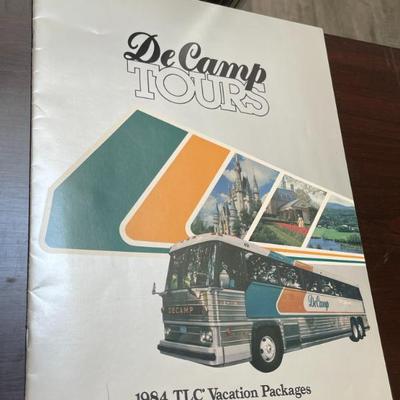 De Camp
TOURS
DeCamp
DECAMP
1984 TLC* Vacation Packages